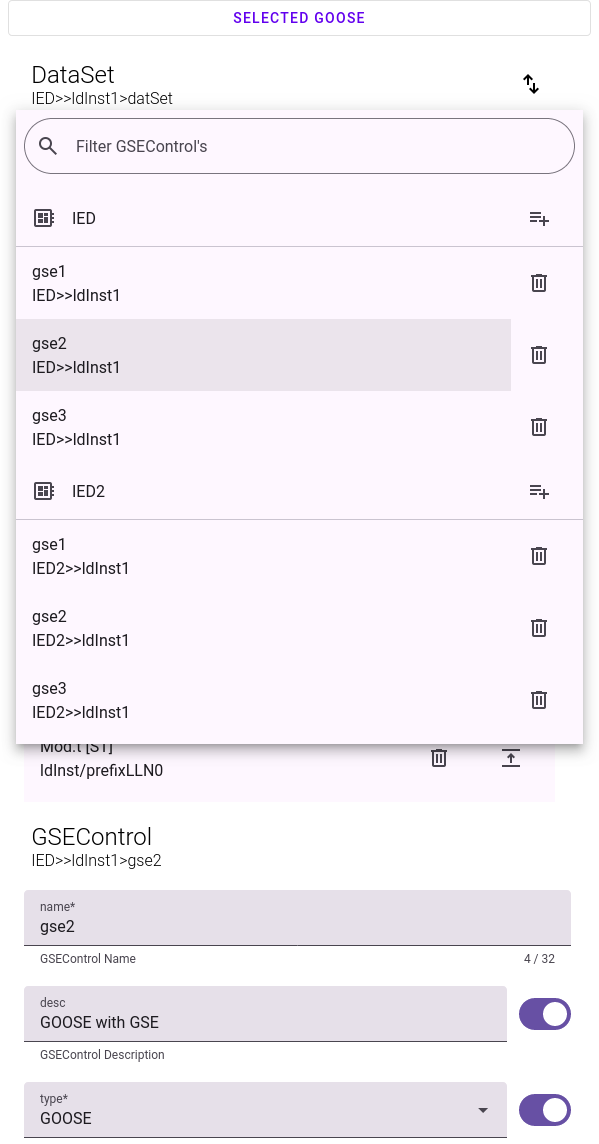 SELECTED GOOSE
DataSet
IED>>ldInst1>datSet
Filter GSEControl's
IED
gse1
IED>>ldInst1
gse2
IED>>ldInst1
gse3
IED>>ldInst1
IED2
gse1
IED2>>ldInst1
gse2
IED2>>ldInst1
gse3
IED2>>ldInst1
Mod.t [ST]
ldInst/prefixLLN0
GSEControl
IED>>ldInst1>gse2
name*
gse2
GSEControl Name 4 / 32
desc
GOOSE with GSE
GSEControl Description
type*
GOOSE